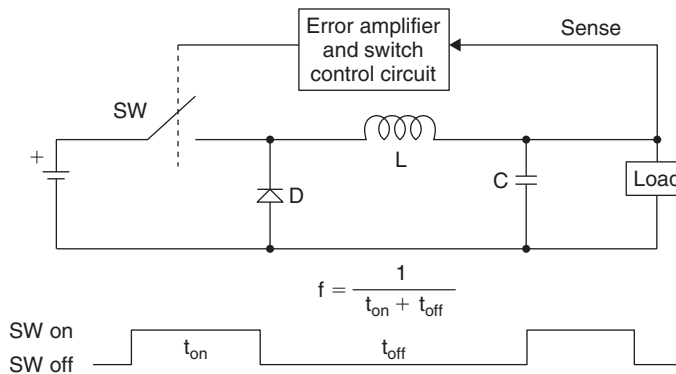 Error amplifier
and switch
control circuit
Sense
SW
+
L
C
D
Load
f = 1 / (t_on + t_off)
SW on
SW off
t_on
t_off